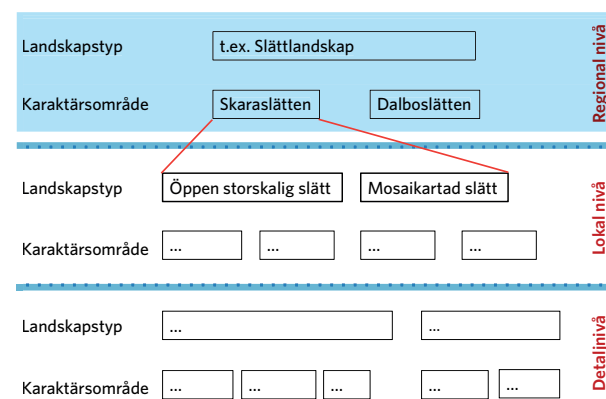 Landskapstyp t.ex. Slättlandskap
Karaktärsområde Skaraslätten Dalboslätten
Regional nivå
Landskapstyp Öppen storskalig slätt Mosaikartad slätt
Karaktärsområde ... ... ... ...
Lokal nivå
Landskapstyp ... ...
Karaktärsområde ... ... ... ... ...
Detaljnivå